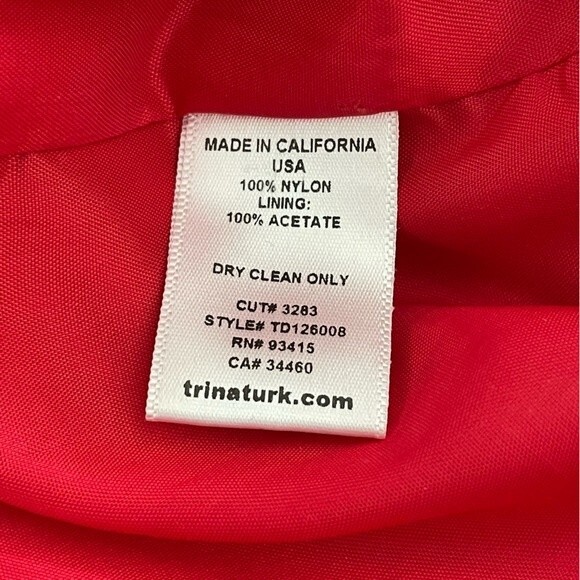 MADE IN CALIFORNIA
USA
100% NYLON
LINING:
100% ACETATE
DRY CLEAN ONLY
CUT# 3283
STYLE# TD126008
RN# 93415
CA# 34460
trinaturk.com